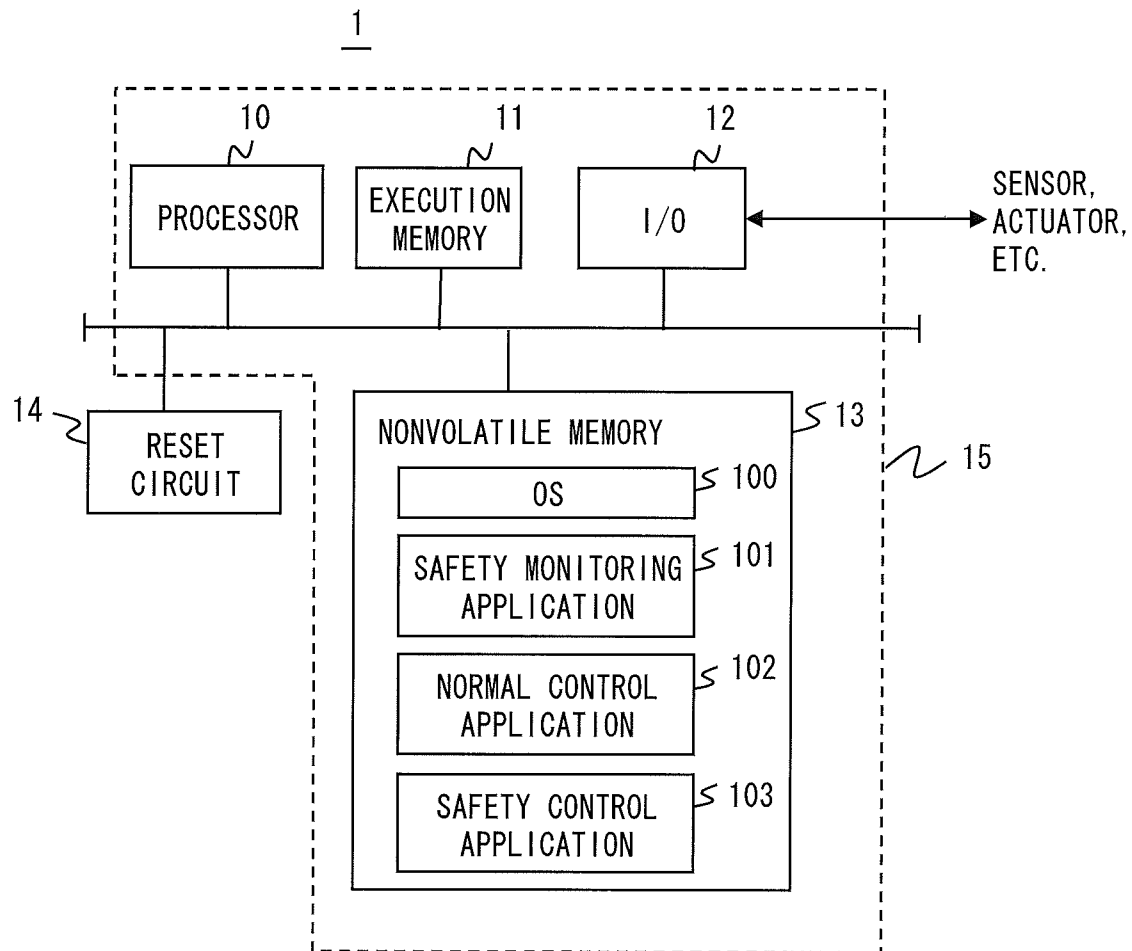 1
10
11
12
PROCESSOR
EXECUTION
MEMORY
I/O
SENSOR,
ACTUATOR,
ETC.
14
RESET
CIRCUIT
NONVOLATILE MEMORY
13
15
OS
100
SAFETY MONITORING
APPLICATION
101
NORMAL CONTROL
APPLICATION
102
SAFETY CONTROL
APPLICATION
103